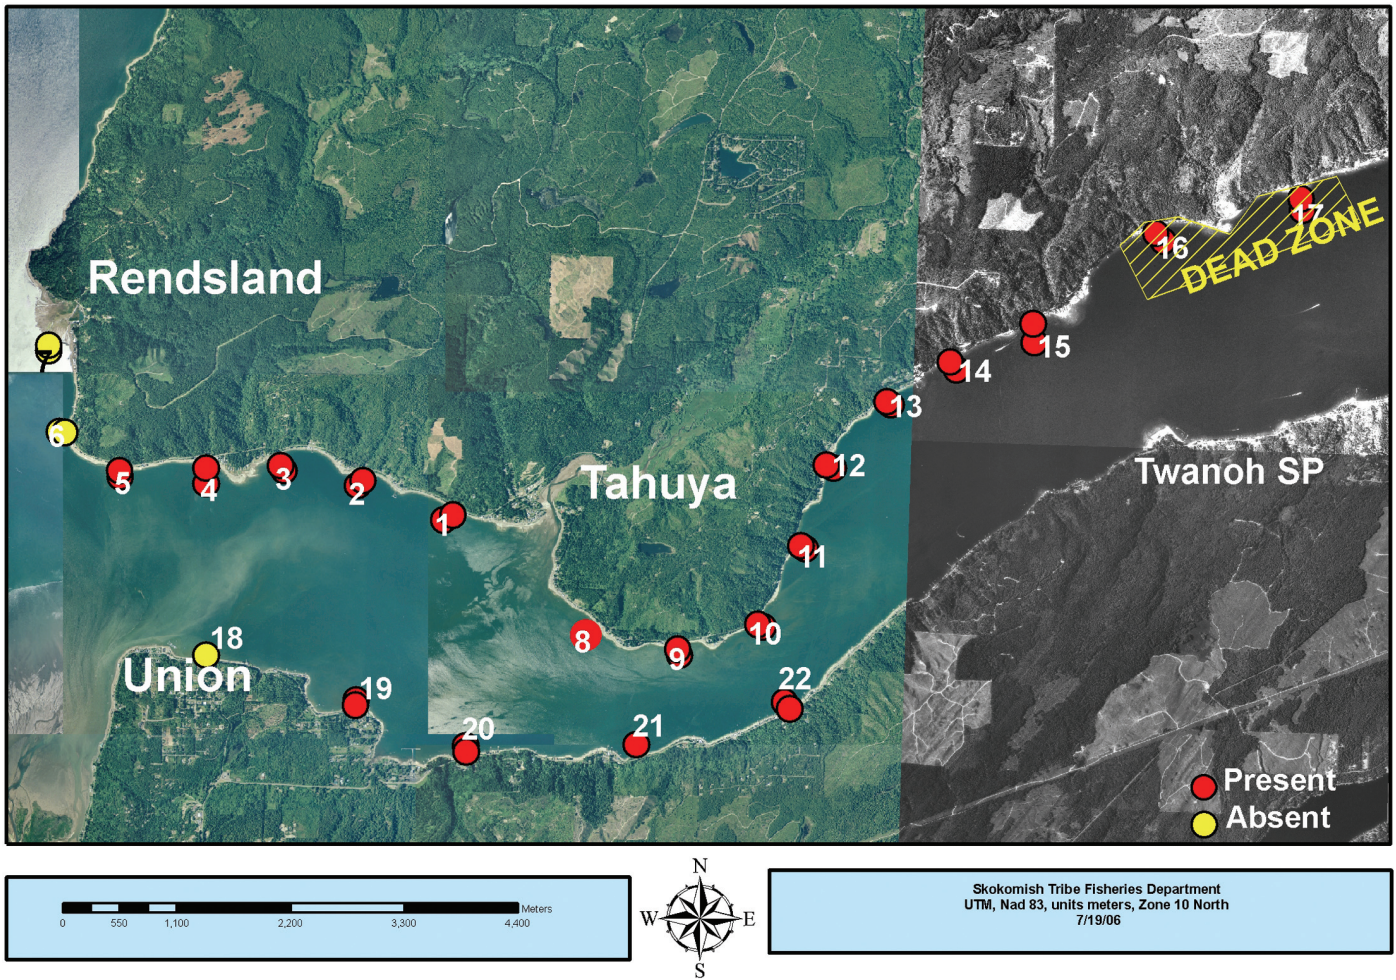 Rendsland
17
16
DEAD ZONE
15
14
13
6
5
4
3
2
1
Tahuya
12
Twanoh SP
11
8
9
10
18
Union
19
20
21
22
Present
Absent
0 550 1,100 2,200 3,300 4,400 Meters
N
W E
S
Skokomish Tribe Fisheries Department
UTM, Nad 83, units meters, Zone 10 North
7/19/06